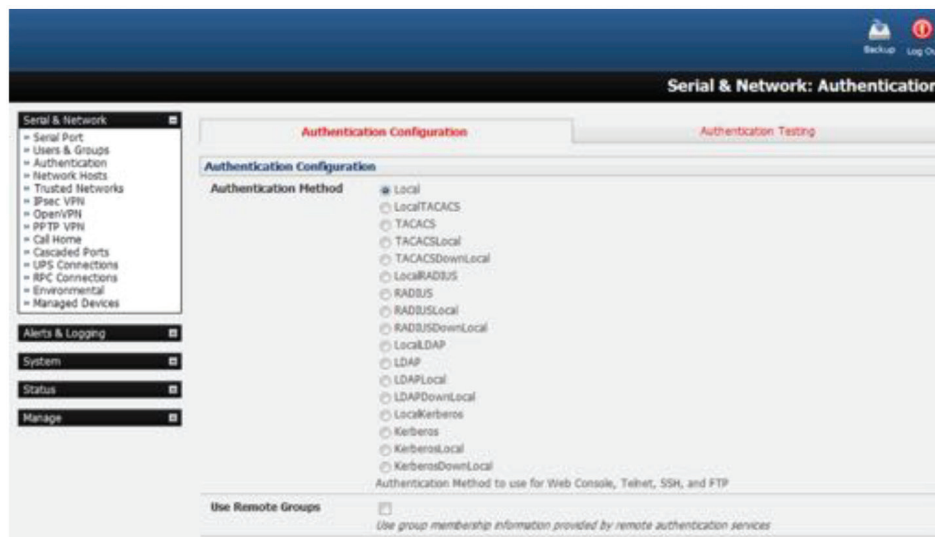 Backup
Log Ou
Serial & Network: Authentication
Serial & Network
» Serial Port
» Users & Groups
» Authentication
» Network Hosts
» Trusted Networks
» IPsec VPN
» OpenVPN
» PPTP VPN
» Call Home
» Cascaded Ports
» UPS Connections
» RPC Connections
» Environmental
» Managed Devices
Alerts & Logging
System
Status
Manage
Authentication Configuration
Authentication Testing
Authentication Configuration
Authentication Method
Local
LocalTACACS
TACACS
TACACSLocal
TACACSDownLocal
LocalRADIUS
RADIUS
RADIUSLocal
RADIUSDownLocal
LocalLDAP
LDAP
LDAPLocal
LDAPDownLocal
LocalKerberos
Kerberos
KerberosLocal
KerberosDownLocal
Authentication Method to use for Web Console, Telnet, SSH, and FTP
Use Remote Groups
Use group membership information provided by remote authentication services